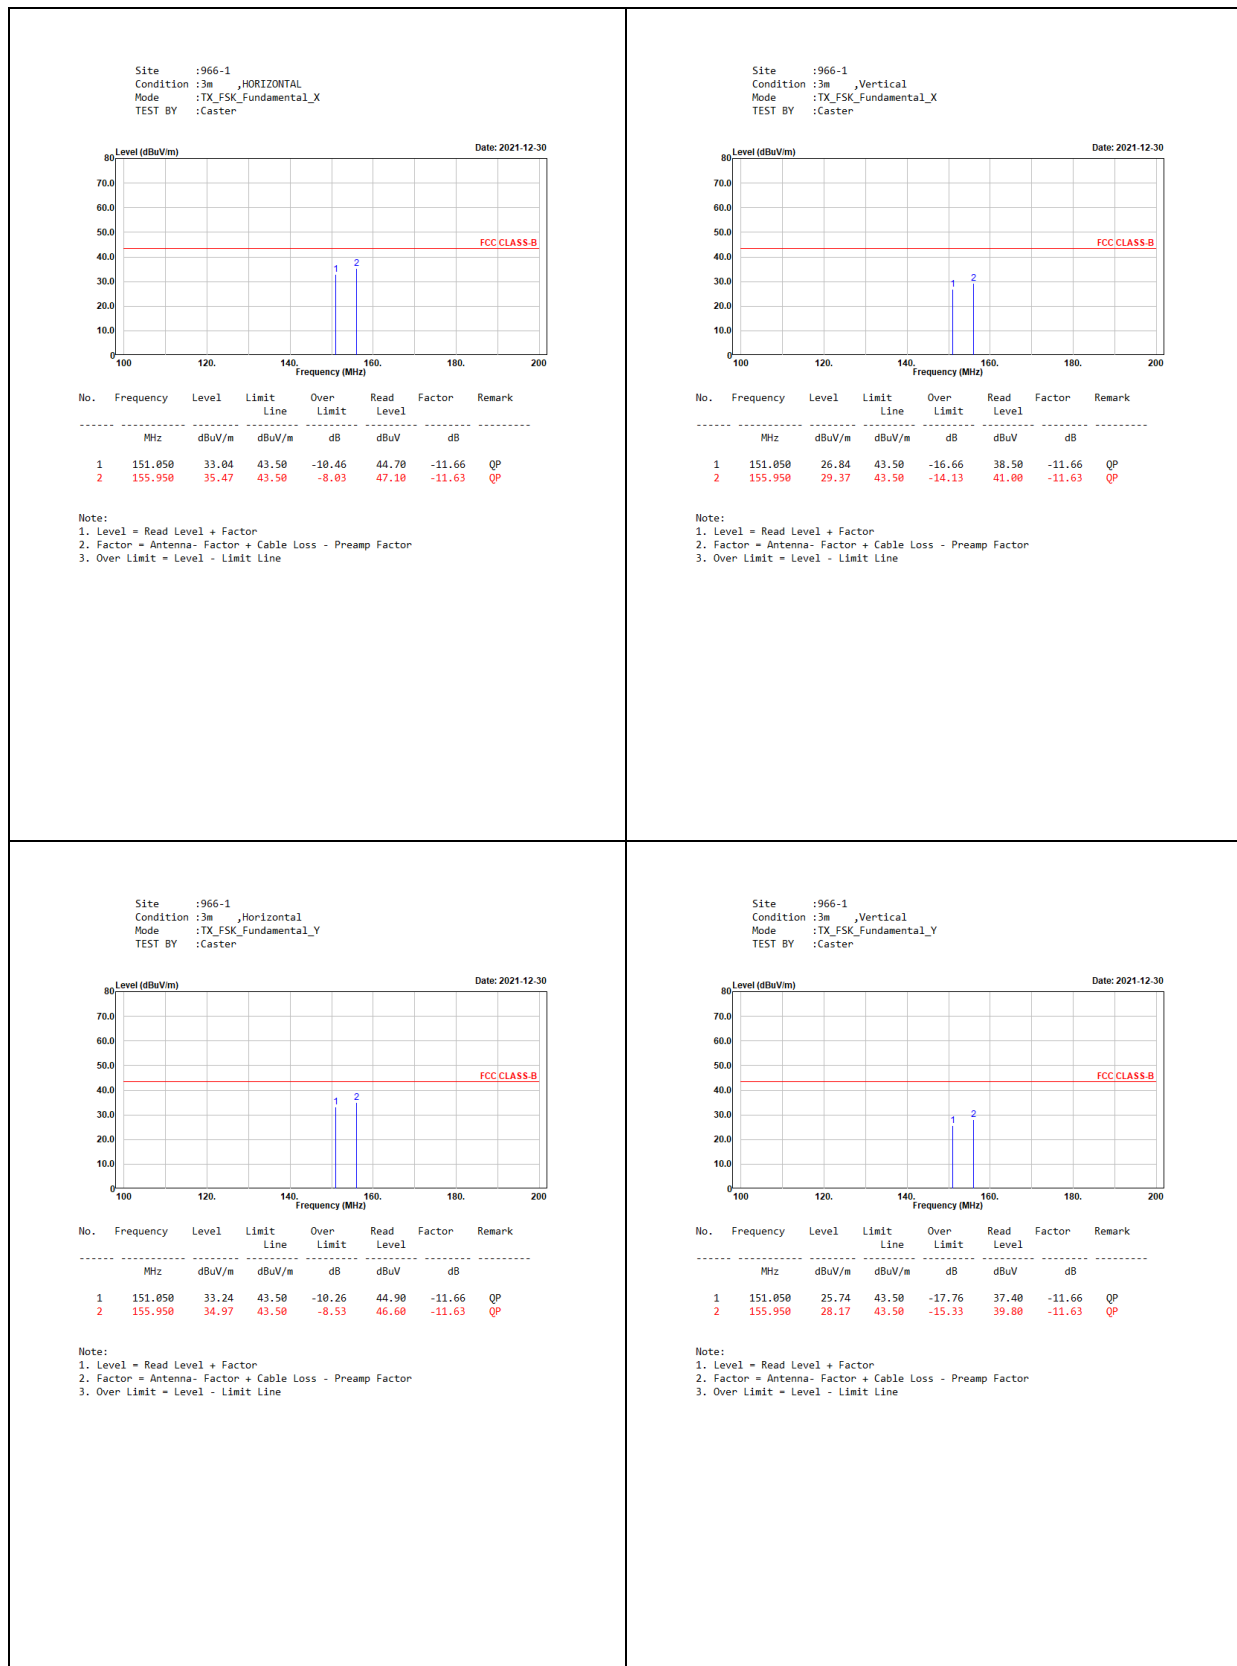 Site      :966-1
Condition :3m    ,HORIZONTAL
Mode      :TX_FSK_Fundamental_X
TEST BY   :Caster
Level (dBuV/m)
Date: 2021-12-30
80
70.0
60.0
50.0
FCC CLASS-B
40.0
1
2
30.0
20.0
10.0
0
100 120. 140. 160. 180. 200
Frequency (MHz)
No. Frequency Level Limit Over Read Factor Remark
Line Limit Level
------ ----------- ------- --------- --------- --------- -------- ---------
MHz dBuV/m dBuV/m dB dBuV dB
1 151.050 33.04 43.50 -10.46 44.70 -11.66 QP
2 155.950 35.47 43.50 -8.03 47.10 -11.63 QP
Note:
1. Level = Read Level + Factor
2. Factor = Antenna- Factor + Cable Loss - Preamp Factor
3. Over Limit = Level - Limit Line
Site      :966-1
Condition :3m    ,Vertical
Mode      :TX_FSK_Fundamental_X
TEST BY   :Caster
Level (dBuV/m)
Date: 2021-12-30
80
70.0
60.0
50.0
FCC CLASS-B
40.0
30.0
1
2
20.0
10.0
0
100 120. 140. 160. 180. 200
Frequency (MHz)
No. Frequency Level Limit Over Read Factor Remark
Line Limit Level
------ ----------- ------- --------- --------- --------- -------- ---------
MHz dBuV/m dBuV/m dB dBuV dB
1 151.050 26.84 43.50 -16.66 38.50 -11.66 QP
2 155.950 29.37 43.50 -14.13 41.00 -11.63 QP
Note:
1. Level = Read Level + Factor
2. Factor = Antenna- Factor + Cable Loss - Preamp Factor
3. Over Limit = Level - Limit Line
Site      :966-1
Condition :3m    ,Horizontal
Mode      :TX_FSK_Fundamental_Y
TEST BY   :Caster
Level (dBuV/m)
Date: 2021-12-30
80
70.0
60.0
50.0
FCC CLASS-B
40.0
1
2
30.0
20.0
10.0
0
100 120. 140. 160. 180. 200
Frequency (MHz)
No. Frequency Level Limit Over Read Factor Remark
Line Limit Level
------ ----------- ------- --------- --------- --------- -------- ---------
MHz dBuV/m dBuV/m dB dBuV dB
1 151.050 33.24 43.50 -10.26 44.90 -11.66 QP
2 155.950 34.97 43.50 -8.53 46.60 -11.63 QP
Note:
1. Level = Read Level + Factor
2. Factor = Antenna- Factor + Cable Loss - Preamp Factor
3. Over Limit = Level - Limit Line
Site      :966-1
Condition :3m    ,Vertical
Mode      :TX_FSK_Fundamental_Y
TEST BY   :Caster
Level (dBuV/m)
Date: 2021-12-30
80
70.0
60.0
50.0
FCC CLASS-B
40.0
30.0
1
2
20.0
10.0
0
100 120. 140. 160. 180. 200
Frequency (MHz)
No. Frequency Level Limit Over Read Factor Remark
Line Limit Level
------ ----------- ------- --------- --------- --------- -------- ---------
MHz dBuV/m dBuV/m dB dBuV dB
1 151.050 25.74 43.50 -17.76 37.40 -11.66 QP
2 155.950 28.17 43.50 -15.33 39.80 -11.63 QP
Note:
1. Level = Read Level + Factor
2. Factor = Antenna- Factor + Cable Loss - Preamp Factor
3. Over Limit = Level - Limit Line